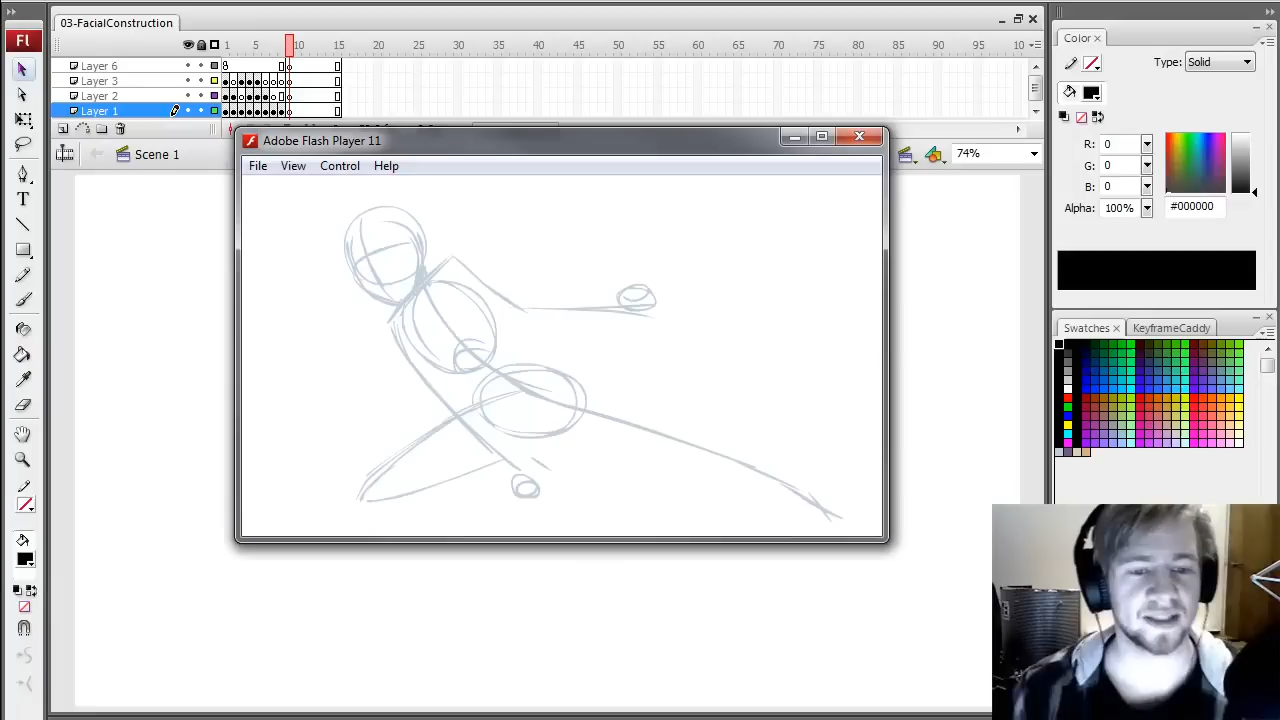 03-FacialConstruction
Fl
1 5 10 15 20 25 30 35 40 45 50 55 60 65 70 75 80 85 90 95 10
Layer 6
Layer 3
Layer 2
Layer 1
Scene 1
74%
Adobe Flash Player 11
File View Control Help
Color
Type: Solid
R: 0
G: 0
B: 0
Alpha: 100%
#000000
Swatches KeyframeCaddy
T